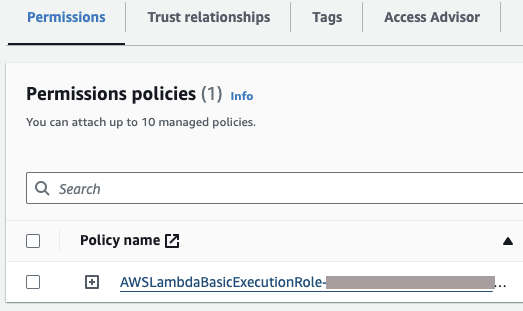 Permissions Trust relationships Tags Access Advisor
Permissions policies (1) Info
You can attach up to 10 managed policies.
Search
Policy name
AWSLambdaBasicExecutionRole-...